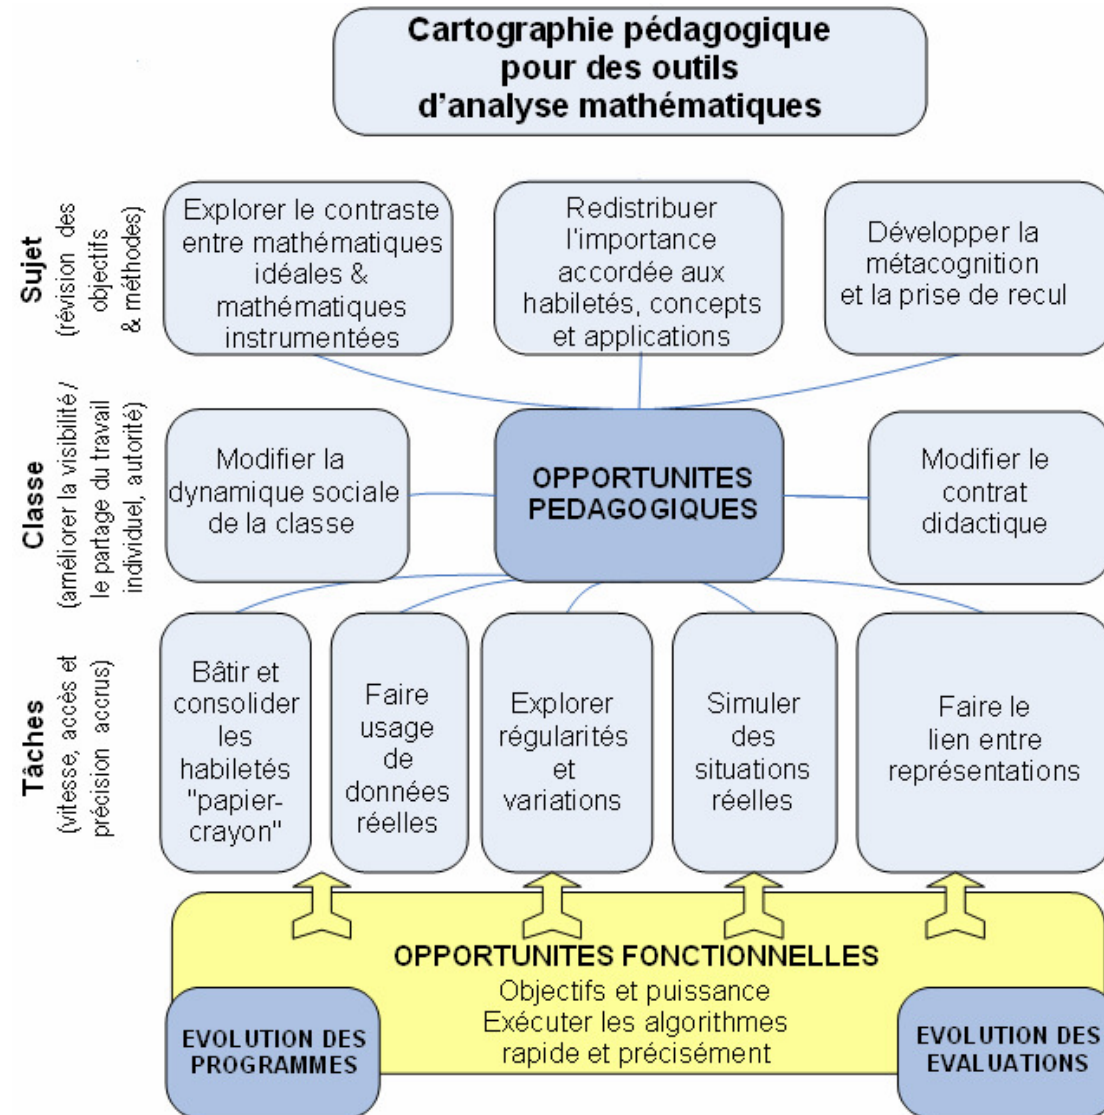 Cartographie pédagogique
pour des outils
d'analyse mathématiques
Sujet
(révision des
objectifs
& méthodes)
Explorer le contraste
entre mathématiques
idéales &
mathématiques
instrumentées
Redistribuer
l'importance
accordée aux
habiletés, concepts
et applications
Développer la
métacognition
et la prise de recul
Classe
(améliorer la visibilité /
le partage du travail
individuel, autorité)
Modifier la
dynamique sociale
de la classe
OPPORTUNITES
PEDAGOGIQUES
Modifier le
contrat
didactique
Tâches
(vitesse, accès et
précision accrus)
Bâtir et
consolider
les
habiletés
"papier-
crayon"
Faire
usage
de
données
réelles
Explorer
régularités
et
variations
Simuler
des
situations
réelles
Faire le
lien entre
représentations
OPPORTUNITES FONCTIONNELLES
Objectifs et puissance
Exécuter les algorithmes
rapide et précisément
EVOLUTION DES
PROGRAMMES
EVOLUTION DES
EVALUATIONS